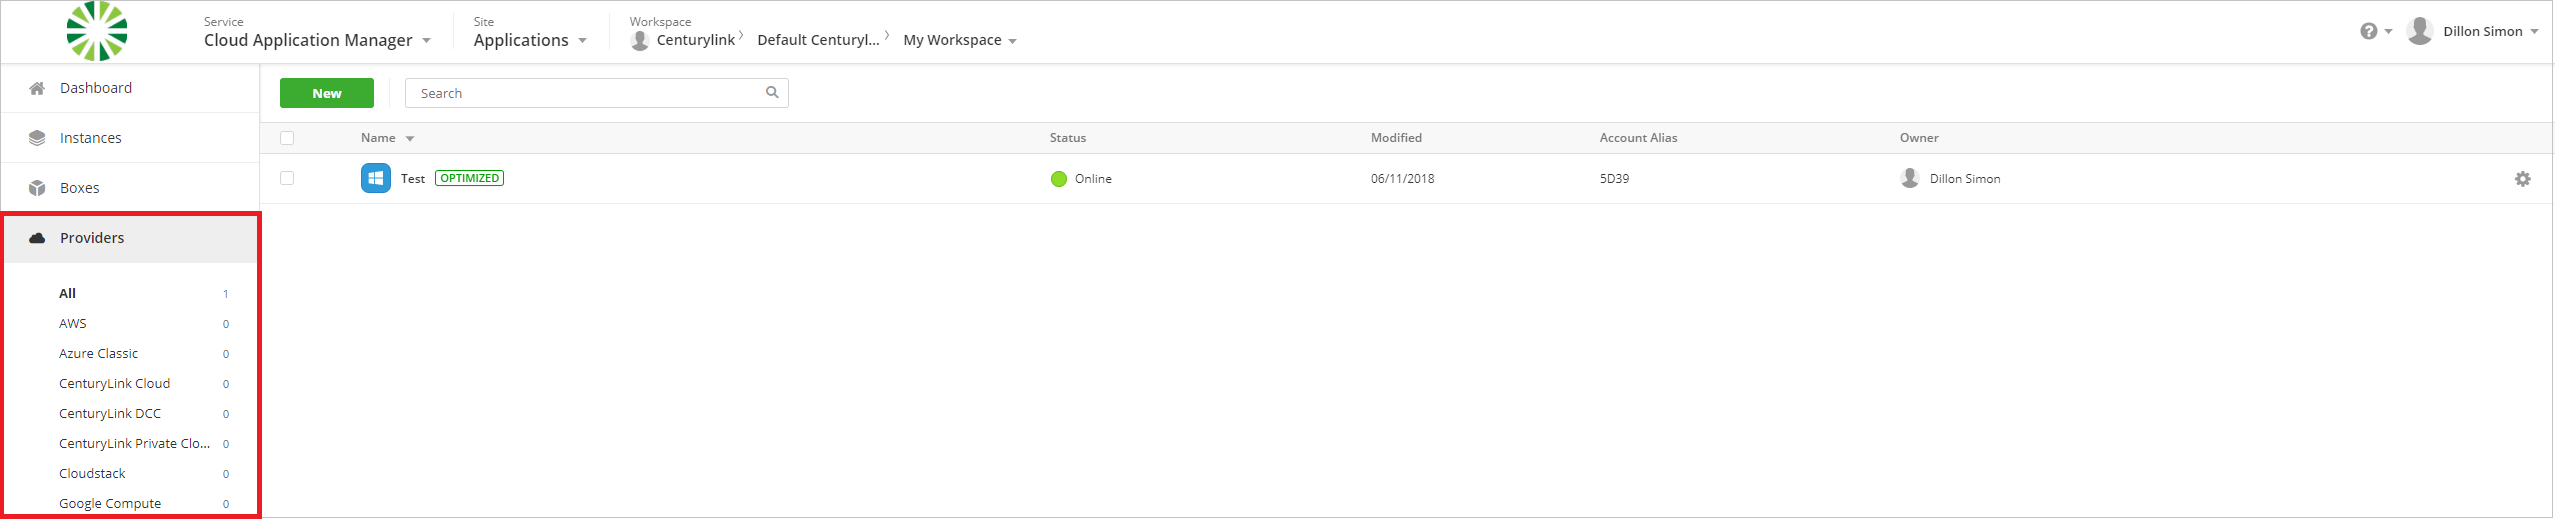 Service
Cloud Application Manager
Site
Applications
Workspace
Centurylink
Default Centuryl...
My Workspace
Dillon Simon
Dashboard
Instances
Boxes
Providers
All 1
AWS 0
Azure Classic 0
CenturyLink Cloud 0
CenturyLink DCC 0
CenturyLink Private Clo... 0
Cloudstack 0
Google Compute 0
New
Search
Name Status Modified Account Alias Owner
Test OPTIMIZED Online 06/11/2018 5D39 Dillon Simon